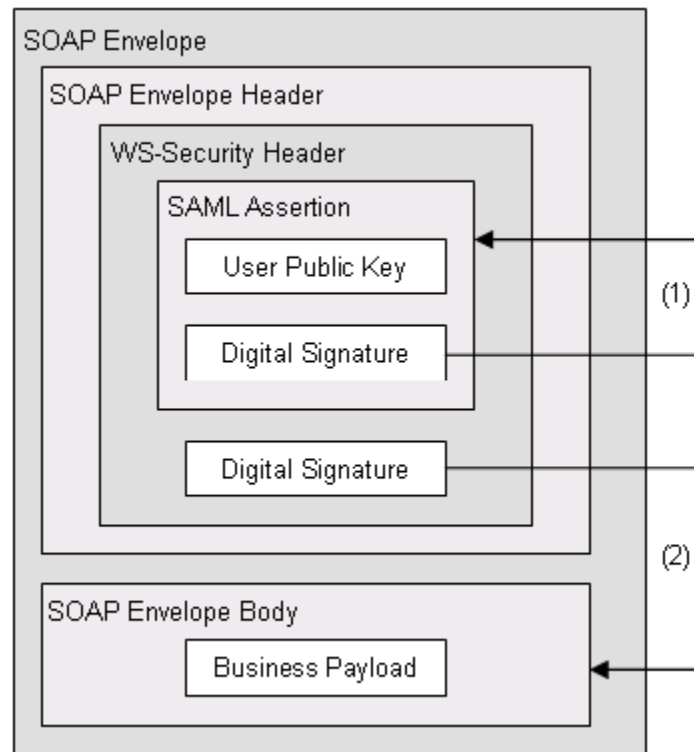 SOAP Envelope
SOAP Envelope Header
WS-Security Header
SAML Assertion
User Public Key
(1)
Digital Signature
Digital Signature
(2)
SOAP Envelope Body
Business Payload